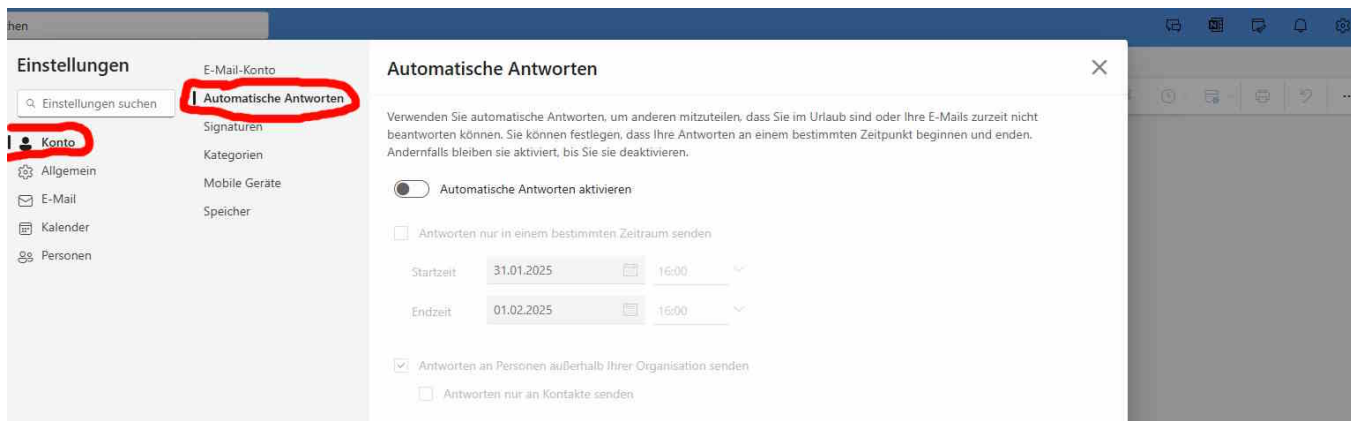 hen
Einstellungen
Einstellungen suchen
Konto
Allgemein
E-Mail
Kalender
Personen
E-Mail-Konto
Automatische Antworten
Signaturen
Kategorien
Mobile Geräte
Speicher
Automatische Antworten
Verwenden Sie automatische Antworten, um anderen mitzuteilen, dass Sie im Urlaub sind oder Ihre E-Mails zurzeit nicht
beantworten können. Sie können festlegen, dass Ihre Antworten an einem bestimmten Zeitpunkt beginnen und enden.
Andernfalls bleiben sie aktiviert, bis Sie sie deaktivieren.
Automatische Antworten aktivieren
Antworten nur in einem bestimmten Zeitraum senden
Startzeit 31.01.2025 16:00
Endzeit 01.02.2025 16:00
Antworten an Personen außerhalb Ihrer Organisation senden
Antworten nur an Kontakte senden